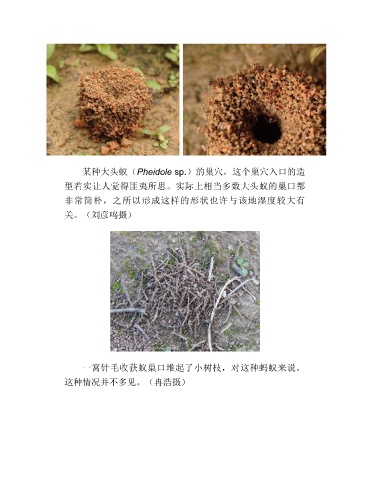 某种大头蚁（Pheidole sp.）的巢穴，这个巢穴入口的造
型着实让人觉得匪夷所思。实际上相当多数大头蚁的巢口都
非常简朴，之所以形成这样的形状也许与该地湿度较大有
关。（刘彦鸣摄）
一窝针毛收获蚁巢口堆起了小树枝，对这种蚂蚁来说，
这种情况并不多见。（冉浩摄）